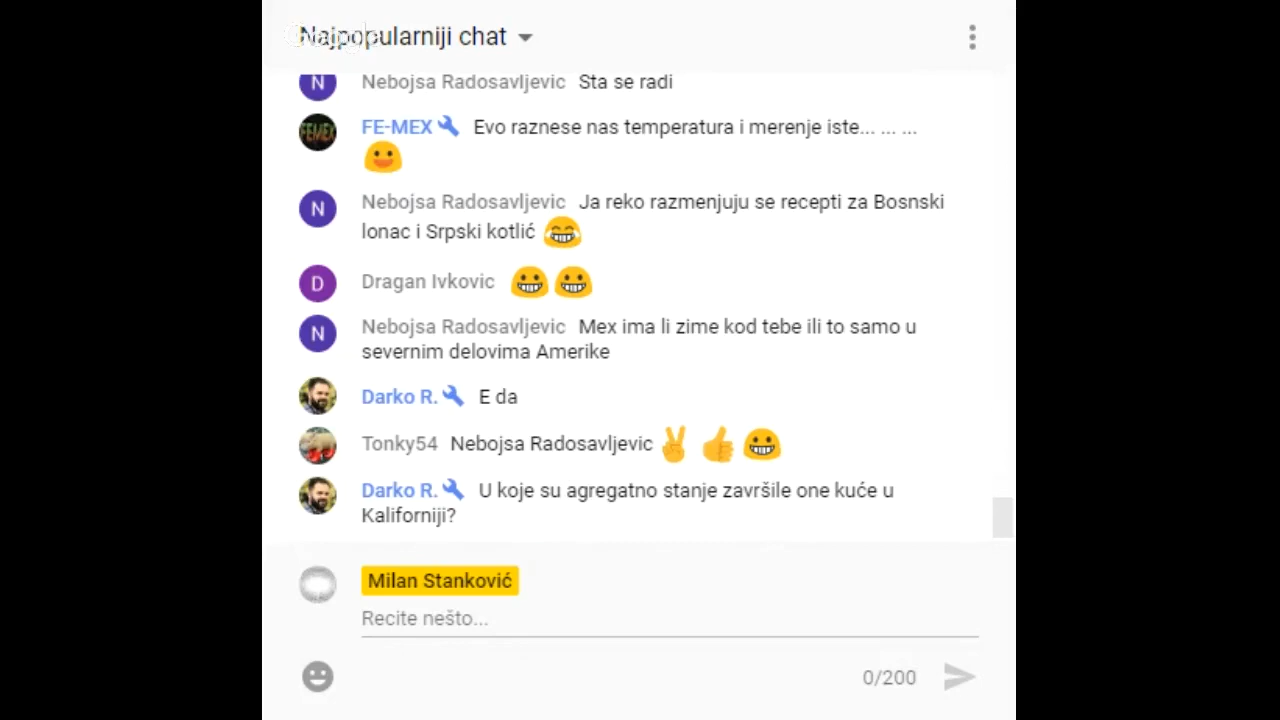 Najpopularniji chat
N Nebojsa Radosavljevic Sta se radi
FEMEX FE-MEX Evo raznese nas temperatura i merenje iste... ... ...
N Nebojsa Radosavljevic Ja reko razmenjuju se recepti za Bosnski
lonac i Srpski kotlić
D Dragan Ivkovic
N Nebojsa Radosavljevic Mex ima li zime kod tebe ili to samo u
severnim delovima Amerike
Darko R. E da
Tonky54 Nebojsa Radosavljevic
Darko R. U koje su agregatno stanje završile one kuće u
Kaliforniji?
Milan Stanković
Recite nešto...
0/200